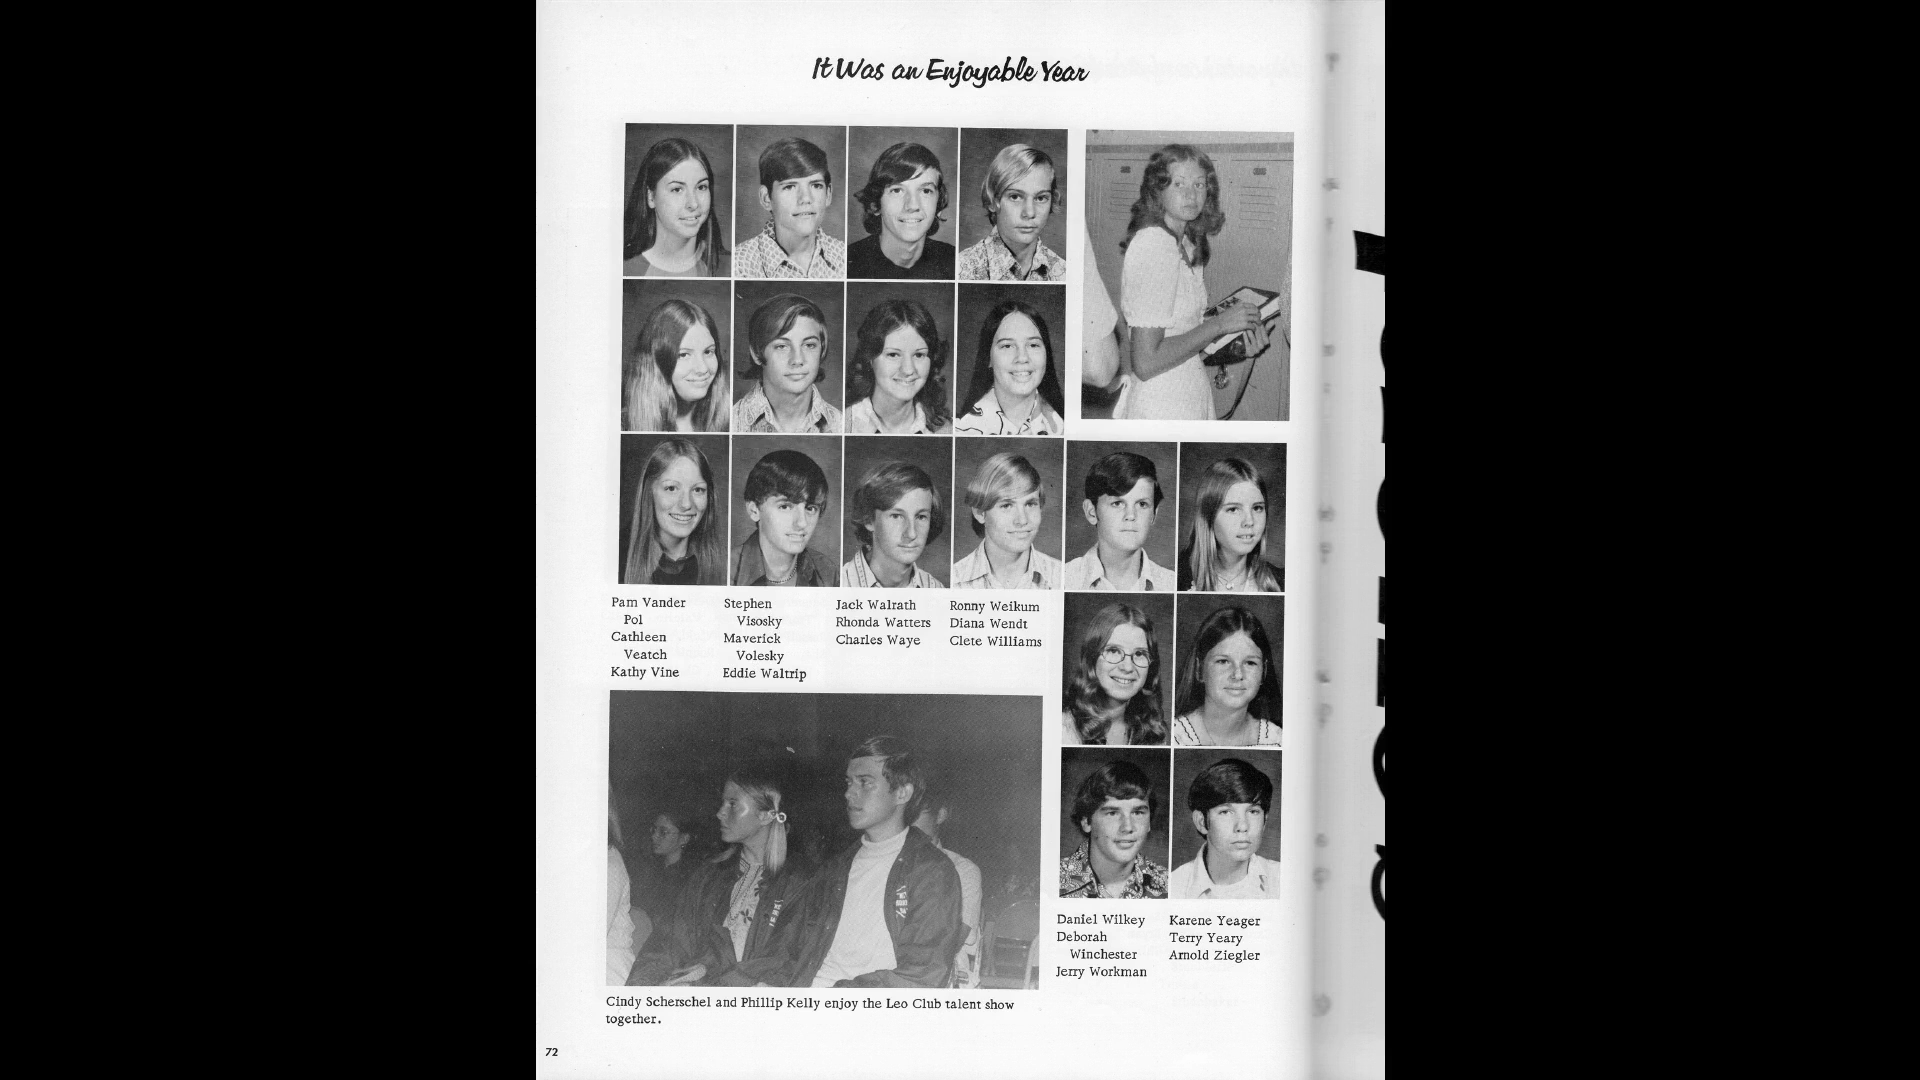 It Was an Enjoyable Year
Pam Vander
Pol
Cathleen
Veatch
Kathy Vine
Stephen
Visosky
Maverick
Volesky
Eddie Waltrip
Jack Walrath
Rhonda Watters
Charles Waye
Ronny Weikum
Diana Wendt
Clete Williams
Daniel Wilkey
Deborah
Winchester
Jerry Workman
Karene Yeager
Terry Yeary
Arnold Ziegler
Cindy Scherschel and Phillip Kelly enjoy the Leo Club talent show
together.
72